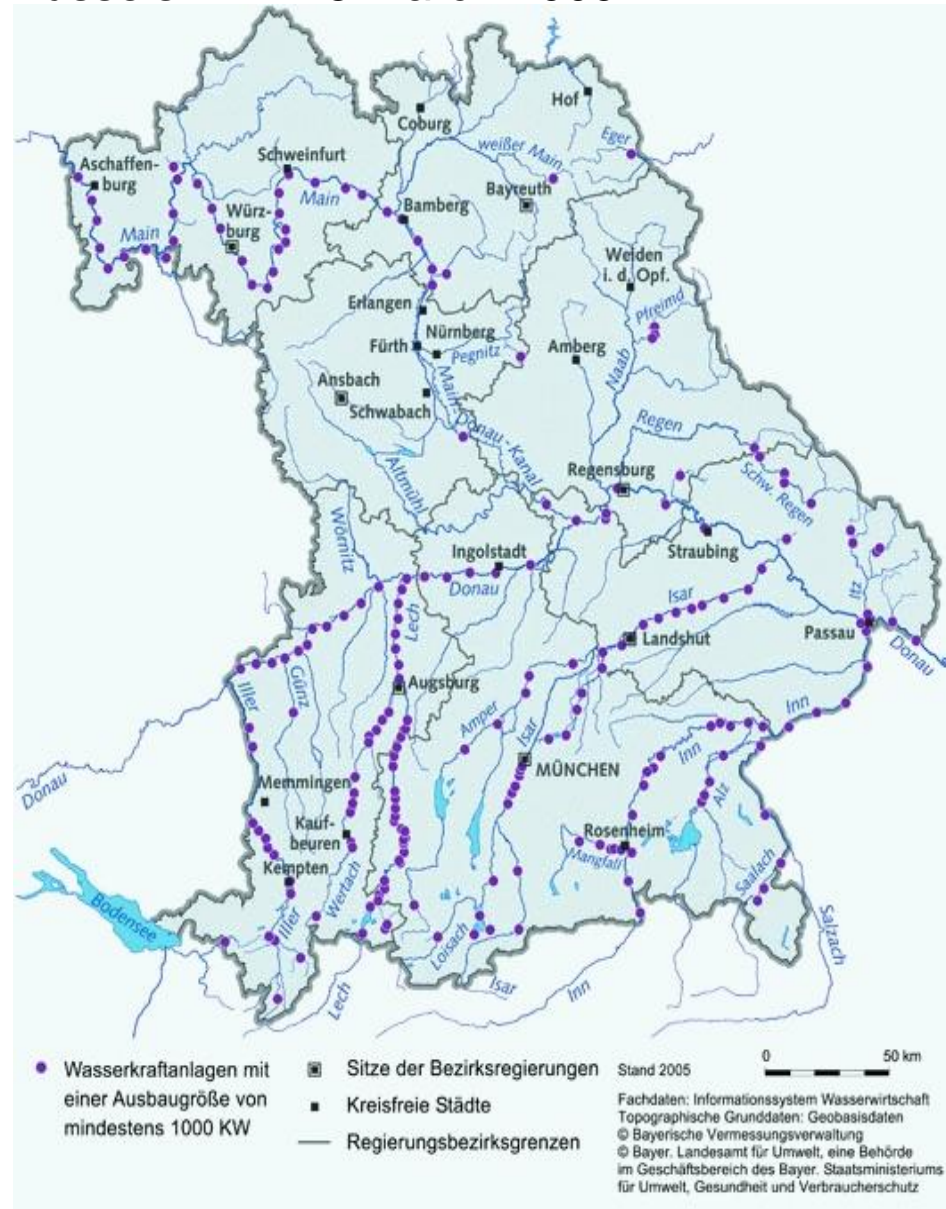 Hof
Coburg
Eger
weißer Main
Schweinfurt
Aschaffen-
burg
Bayreuth
Main
Bamberg
Würz-
burg
Main
Weiden
i. d. Opf.
Erlangen
Pfreimd
Nürnberg
Fürth
Pegnitz
Amberg
Naab
Ansbach
Schwabach
Main-Donau-Kanal
Regen
Altmühl
Regensburg
Schw. Regen
Wörnitz
Ingolstadt
Straubing
Donau
Isar
Itz
Lech
Landshut
Passau
Donau
Iller
Günz
Augsburg
Amper
Isar
Inn
Inn
MÜNCHEN
Donau
Memmingen
Alz
Kauf-
beuren
Rosenheim
Mangfall
Kempten
Wertach
Saalach
Bodensee
Iller
Loisach
Salzach
Lech
Isar
Inn
Wasserkraftanlagen mit
einer Ausbaugröße von
mindestens 1000 KW
Sitze der Bezirksregierungen
Kreisfreie Städte
Regierungsbezirksgrenzen
Stand 2005
0 50 km
Fachdaten: Informationssystem Wasserwirtschaft
Topographische Grunddaten: Geobasisdaten
© Bayerische Vermessungsverwaltung
© Bayer. Landesamt für Umwelt, eine Behörde
im Geschäftsbereich des Bayer. Staatsministeriums
für Umwelt, Gesundheit und Verbraucherschutz